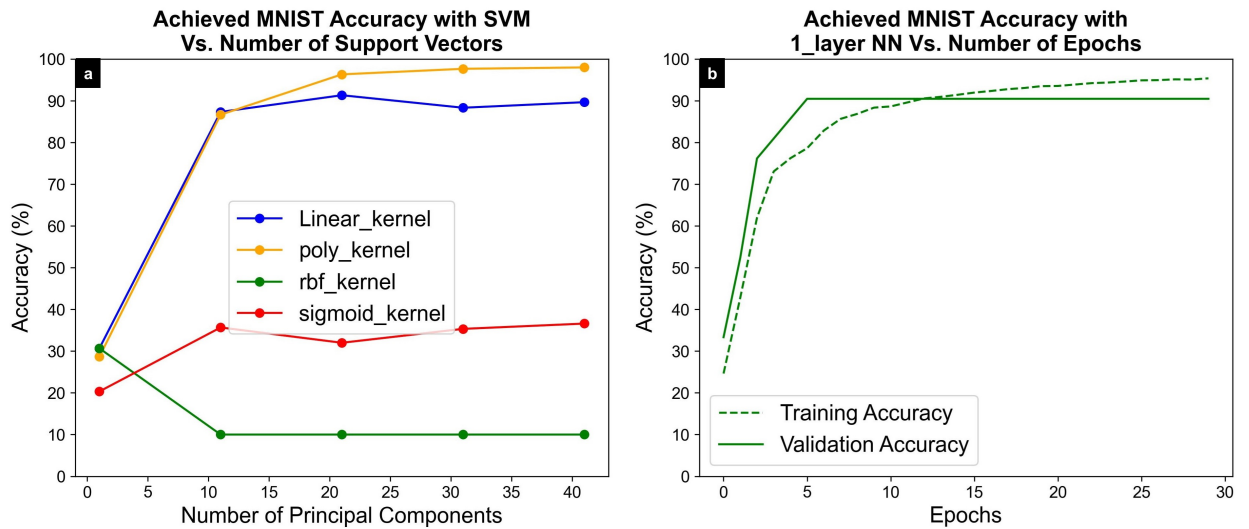 Achieved MNIST Accuracy with SVM
Vs. Number of Support Vectors
a
100
90
80
70
60
50
40
30
20
10
0
Accuracy (%)
Linear_kernel
poly_kernel
rbf_kernel
sigmoid_kernel
0 5 10 15 20 25 30 35 40
Number of Principal Components
Achieved MNIST Accuracy with
1_layer NN Vs. Number of Epochs
b
100
90
80
70
60
50
40
30
20
10
0
Accuracy (%)
Training Accuracy
Validation Accuracy
0 5 10 15 20 25 30
Epochs